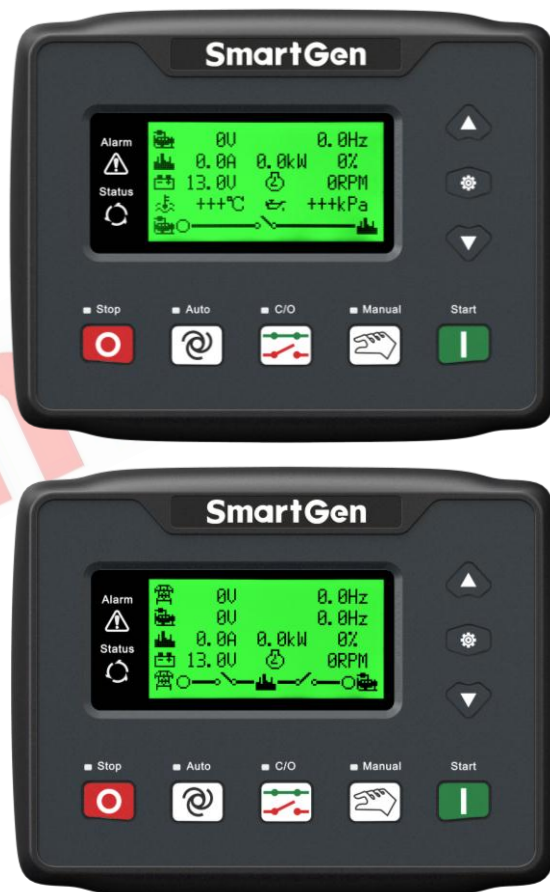 SmartGen
Alarm
Status
0V 0.0Hz
0.0A 0.0kW 0%
13.0V 0RPM
+++℃ +++kPa
Stop Auto C/O Manual Start
SmartGen
Alarm
Status
0V 0.0Hz
0V 0.0Hz
0.0A 0.0kW 0%
13.0V 0RPM
Stop Auto C/O Manual Start